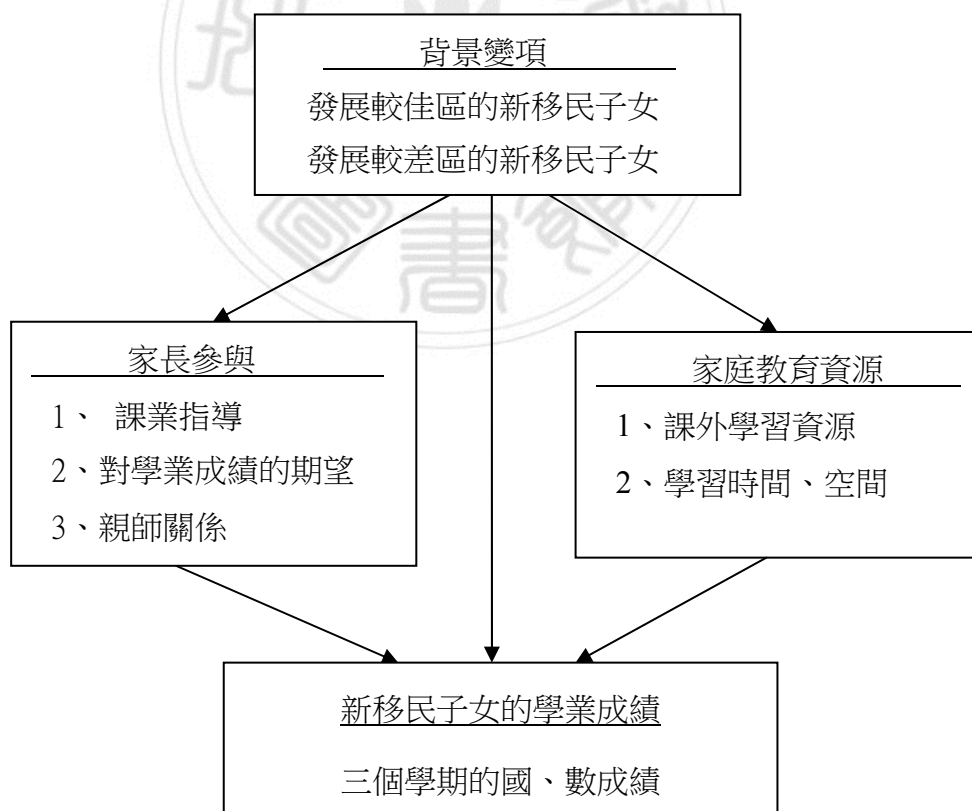 背景變項
發展較佳區的新移民子女
發展較差區的新移民子女
家長參與
1、 課業指導
2、對學業成績的期望
3、親師關係
家庭教育資源
1、課外學習資源
2、學習時間、空間
新移民子女的學業成績
三個學期的國、數成績